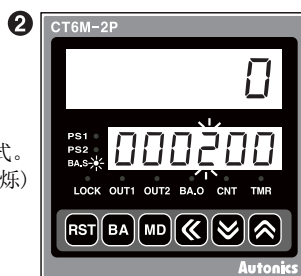 ❷
CT6M-2P
0
PS1
PS2
BA.S
000200
式。
烁)
LOCK OUT1 OUT2 BA.O CNT TMR
RST BA MD
Autonics